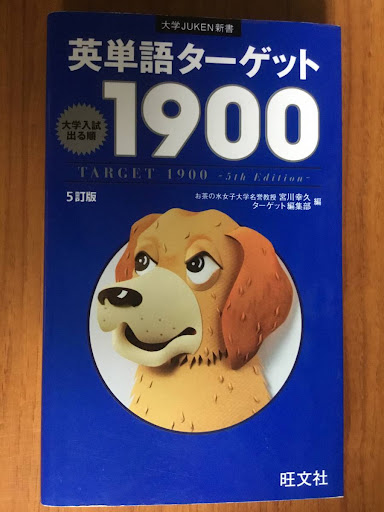 大学JUKEN新書
英単語ターゲット
大学入試
出る順
1900
TARGET 1900 -5th Edition-
5訂版
お茶の水女子大学名誉教授 宮川幸久
ターゲット編集部 編
旺文社